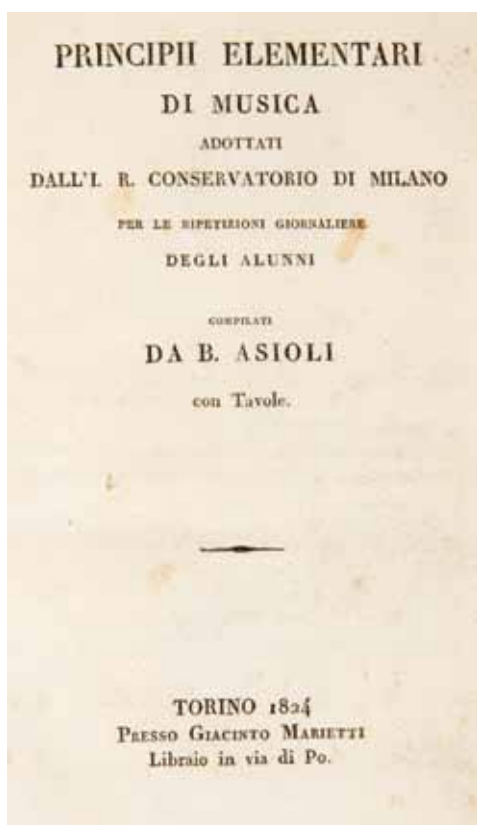 PRINCIPII ELEMENTARI
DI MUSICA
ADOTTATI
DALL'I. R. CONSERVATORIO DI MILANO
PER LE RIPETIZIONI GIORNALIERE
DEGLI ALUNNI
COMPILATI
DA B. ASIOLI
con Tavole.
TORINO 1824
PRESSO GIACINTO MARIETTI
Libraio in via di Po.